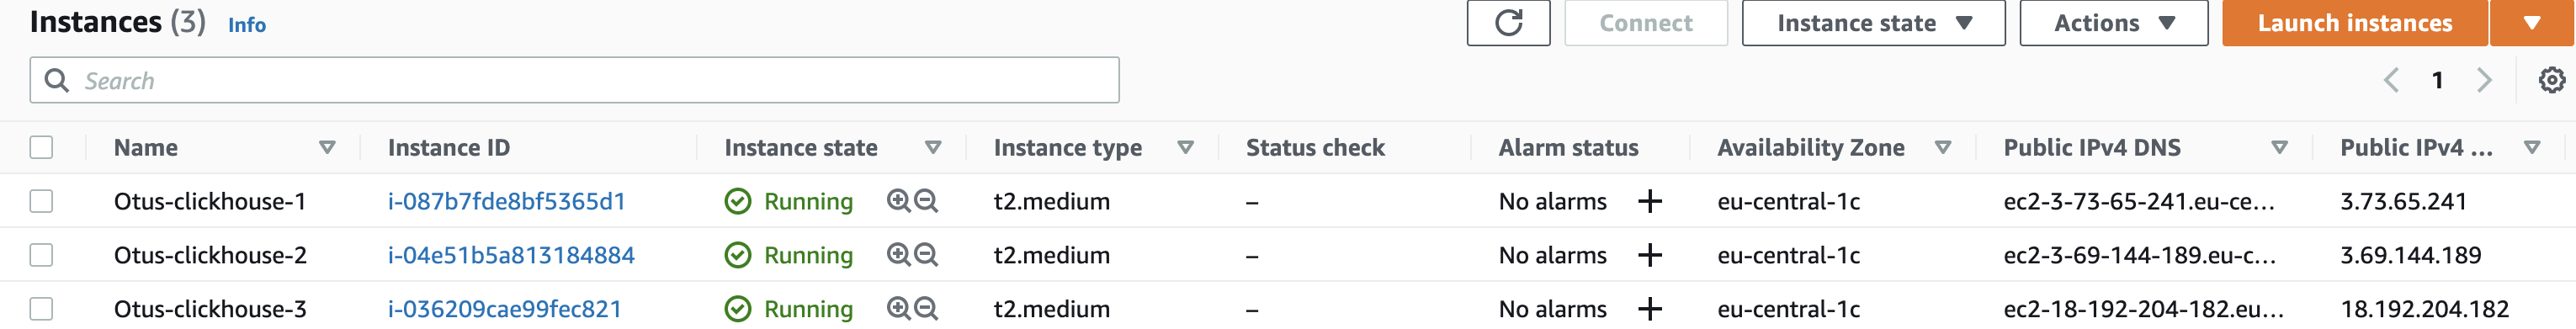 Instances (3) Info Connect Instance state Actions Launch instances
Search 1
Name Instance ID Instance state Instance type Status check Alarm status Availability Zone Public IPv4 DNS Public IPv4 ...
Otus-clickhouse-1 i-087b7fde8bf5365d1 Running t2.medium – No alarms + eu-central-1c ec2-3-73-65-241.eu-ce... 3.73.65.241
Otus-clickhouse-2 i-04e51b5a813184884 Running t2.medium – No alarms + eu-central-1c ec2-3-69-144-189.eu-c... 3.69.144.189
Otus-clickhouse-3 i-036209cae99fec821 Running t2.medium – No alarms + eu-central-1c ec2-18-192-204-182.eu... 18.192.204.182